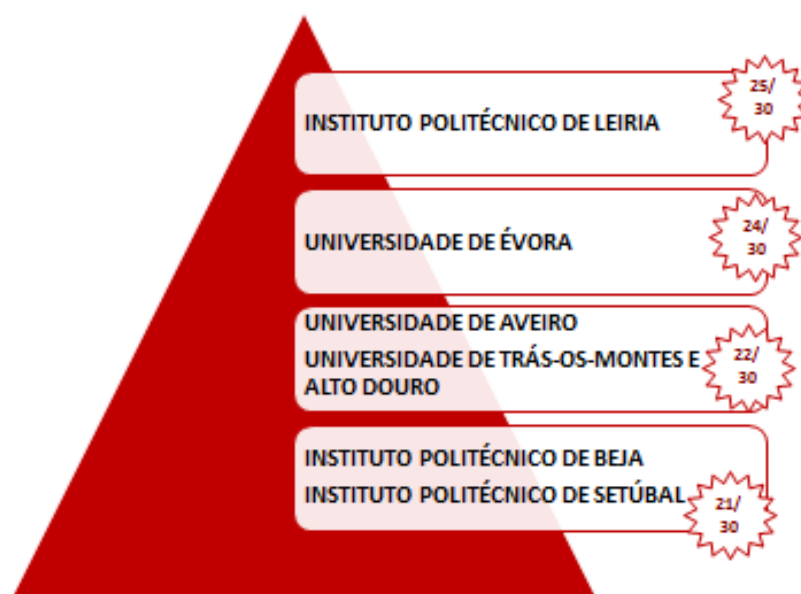 25/
30
INSTITUTO POLITÉCNICO DE LEIRIA
24/
30
UNIVERSIDADE DE ÉVORA
UNIVERSIDADE DE AVEIRO
UNIVERSIDADE DE TRÁS-OS-MONTES E
ALTO DOURO
22/
30
INSTITUTO POLITÉCNICO DE BEJA
INSTITUTO POLITÉCNICO DE SETÚBAL
21/
30